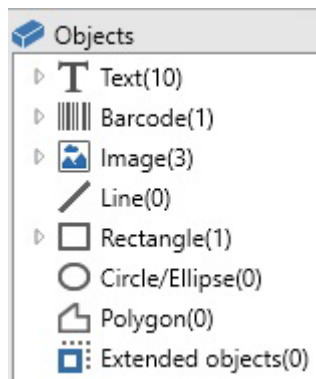 Objects
Text(10)
Barcode(1)
Image(3)
Line(0)
Rectangle(1)
Circle/Ellipse(0)
Polygon(0)
Extended objects(0)